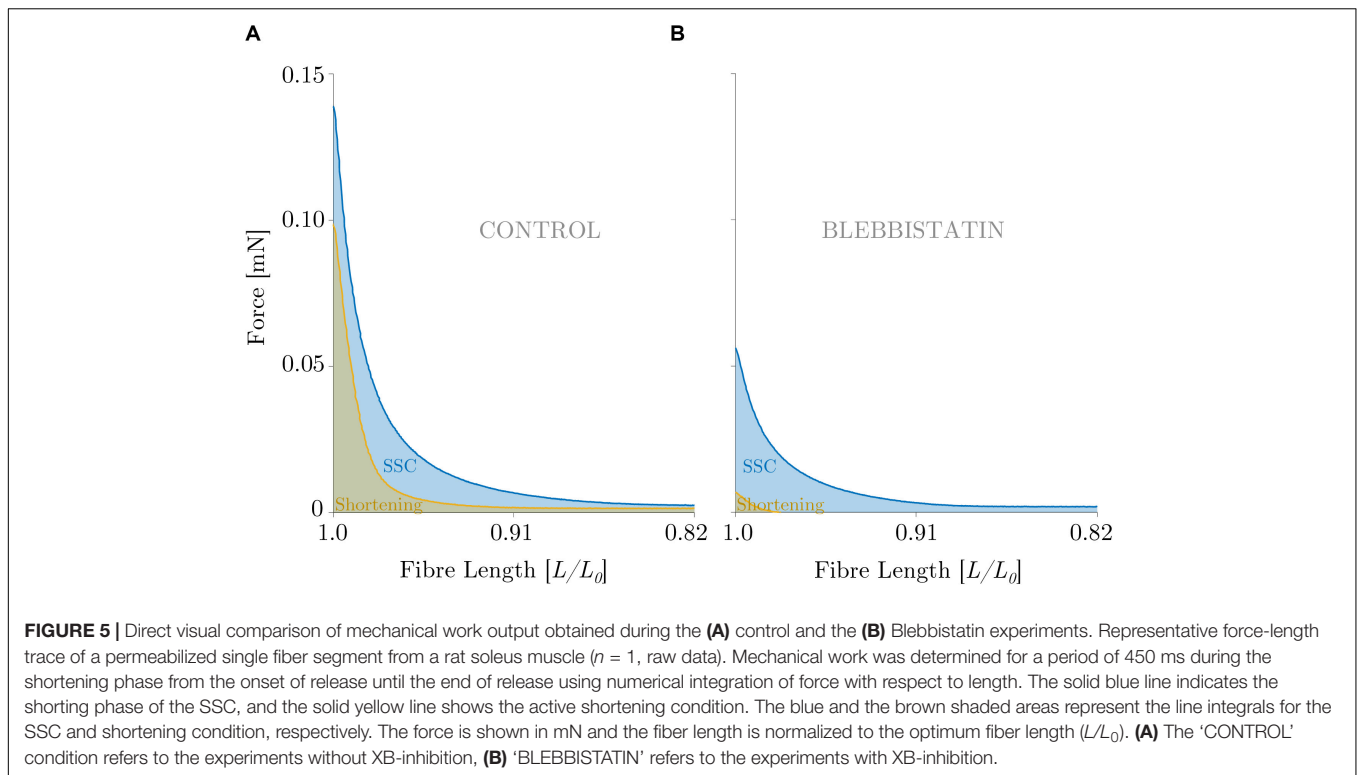 A
B
0.15
0.10
0.05
0
Force [mN]
CONTROL
SSC
Shortening
1.0
0.91
0.82
Fibre Length [L/L0]
BLEBBISTATIN
SSC
Shortening
1.0
0.91
0.82
Fibre Length [L/L0]
FIGURE 5 | Direct visual comparison of mechanical work output obtained during the (A) control and the (B) Blebbistatin experiments. Representative force-length
trace of a permeabilized single fiber segment from a rat soleus muscle (n = 1, raw data). Mechanical work was determined for a period of 450 ms during the
shortening phase from the onset of release until the end of release using numerical integration of force with respect to length. The solid blue line indicates the
shorting phase of the SSC, and the solid yellow line shows the active shortening condition. The blue and the brown shaded areas represent the line integrals for the
SSC and shortening condition, respectively. The force is shown in mN and the fiber length is normalized to the optimum fiber length (L/L0). (A) The ‘CONTROL’
condition refers to the experiments without XB-inhibition, (B) ‘BLEBBISTATIN’ refers to the experiments with XB-inhibition.